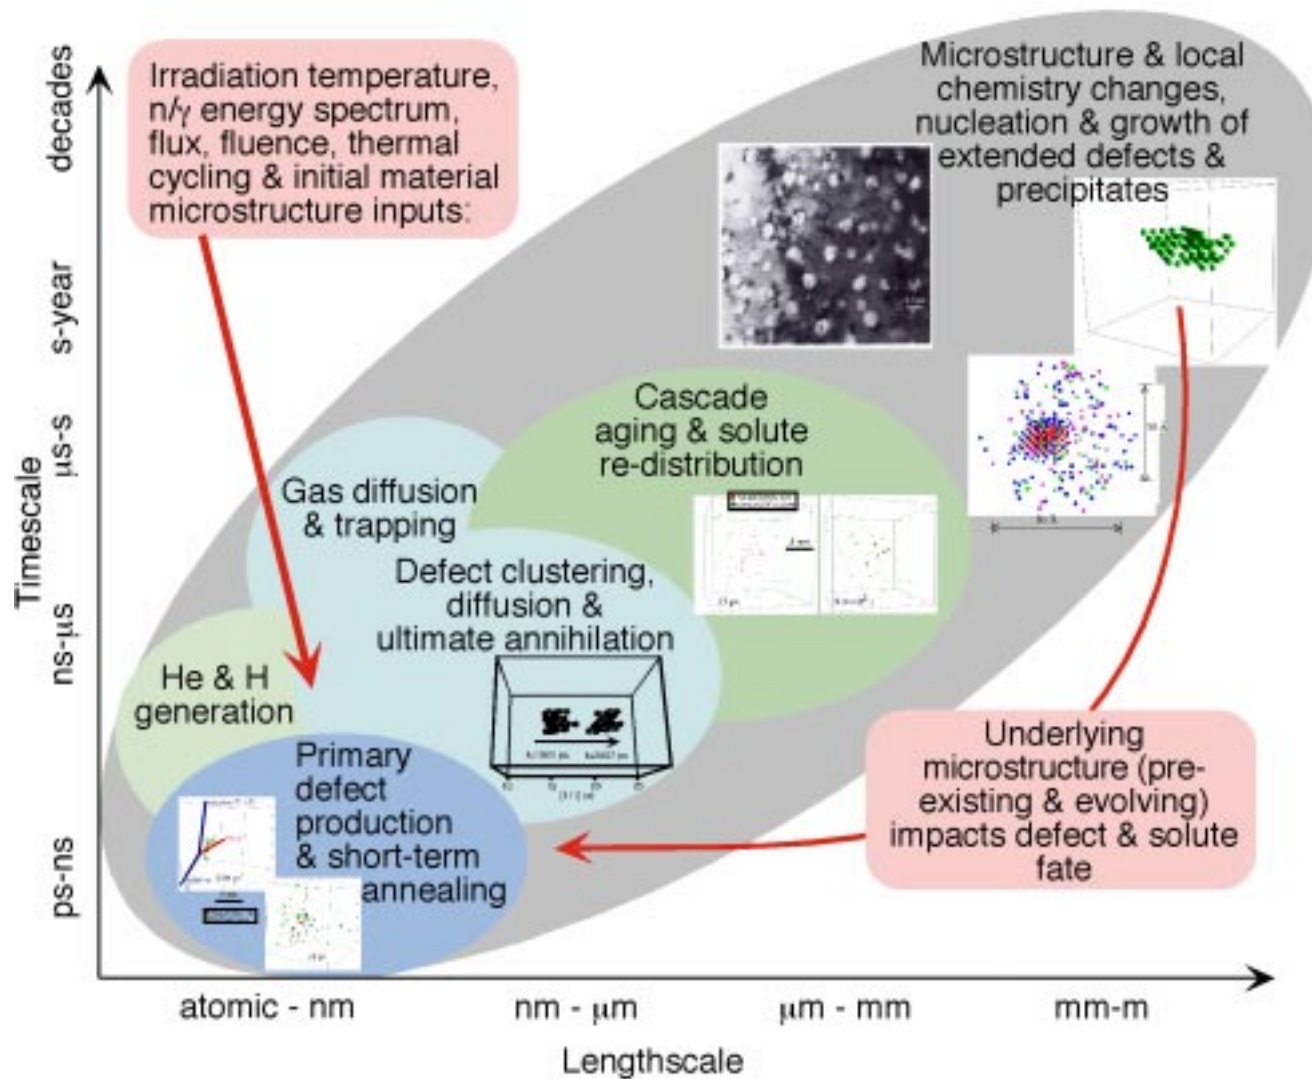 decades
s-year
μs-s
ns-μs
ps-ns
Timescale
Irradiation temperature,
n/γ energy spectrum,
flux, fluence, thermal
cycling & initial material
microstructure inputs:
Microstructure & local
chemistry changes,
nucleation & growth of
extended defects &
precipitates
Cascade
aging & solute
re-distribution
Gas diffusion
& trapping
Defect clustering,
diffusion &
ultimate annihilation
He & H
generation
Primary
defect
production
& short-term
annealing
Underlying
microstructure (pre-
existing & evolving)
impacts defect & solute
fate
atomic - nm
nm - μm
μm - mm
mm-m
Lengthscale